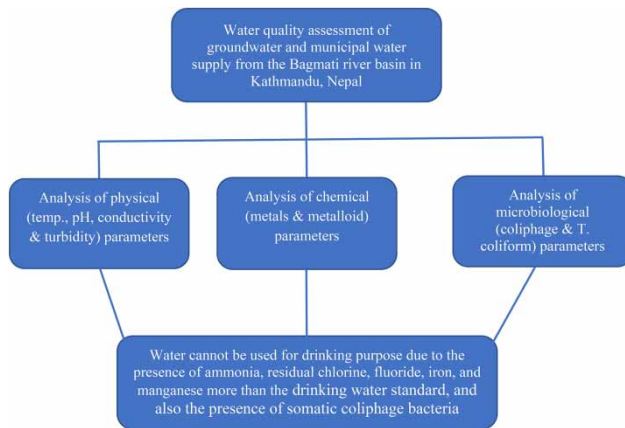 Water quality assessment of
groundwater and municipal water
supply from the Bagmati river basin in
Kathmandu, Nepal
Analysis of physical
(temp., pH, conductivity
& turbidity) parameters
Analysis of chemical
(metals & metalloid)
parameters
Analysis of
microbiological
(coliphage & T.
coliform) parameters
Water cannot be used for drinking purpose due to the
presence of ammonia, residual chlorine, fluoride, iron, and
manganese more than the drinking water standard, and
also the presence of somatic coliphage bacteria